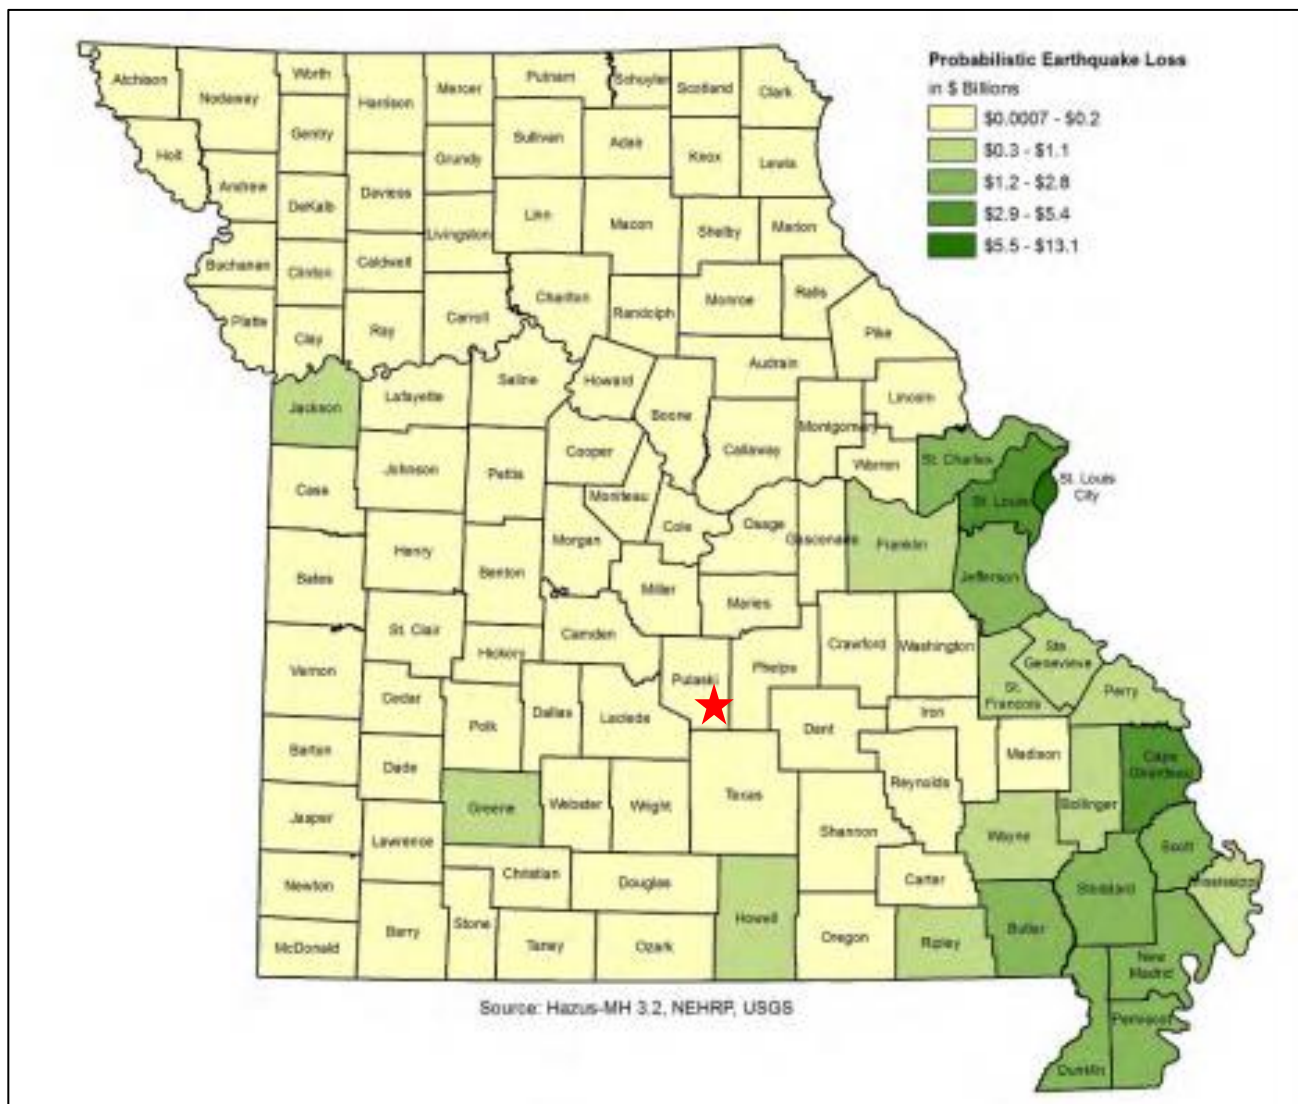 Probabilistic Earthquake Loss
in $ Billions
$0.0007 - $0.2
$0.3 - $1.1
$1.2 - $2.8
$2.9 - $5.4
$5.5 - $13.1
Atchison
Nodaway
Worth
Harrison
Mercer
Putnam
Schuyler
Scotland
Clark
Holt
Gentry
Sullivan
Adair
Knox
Lewis
Andrew
DeKalb
Daviess
Grundy
Linn
Macon
Shelby
Marion
Buchanan
Clinton
Caldwell
Livingston
Chariton
Randolph
Monroe
Ralls
Pike
Platte
Clay
Ray
Carroll
Audrain
Jackson
Lafayette
Saline
Howard
Boone
Callaway
Montgomery
Lincoln
Warren
St. Charles
St. Louis
St. Louis
City
Cass
Johnson
Pettis
Cooper
Moniteau
Cole
Osage
Gasconade
Franklin
Jefferson
Bates
Henry
Benton
Morgan
Miller
Maries
Vernon
St. Clair
Hickory
Camden
Pulaski
Phelps
Crawford
Washington
Ste
Genevieve
St.
Francois
Perry
Cedar
Polk
Dallas
Laclede
Dent
Iron
Madison
Cape
Girardeau
Barton
Dade
Greene
Webster
Wright
Texas
Reynolds
Shannon
Bollinger
Wayne
Scott
Mississippi
Jasper
Lawrence
Christian
Douglas
Howell
Carter
Stoddard
Newton
Barry
Stone
Taney
Ozark
Oregon
Ripley
Butler
New
Madrid
McDonald
Pemiscot
Dunklin
Source: Hazus-MH 3.2, NEHRP, USGS